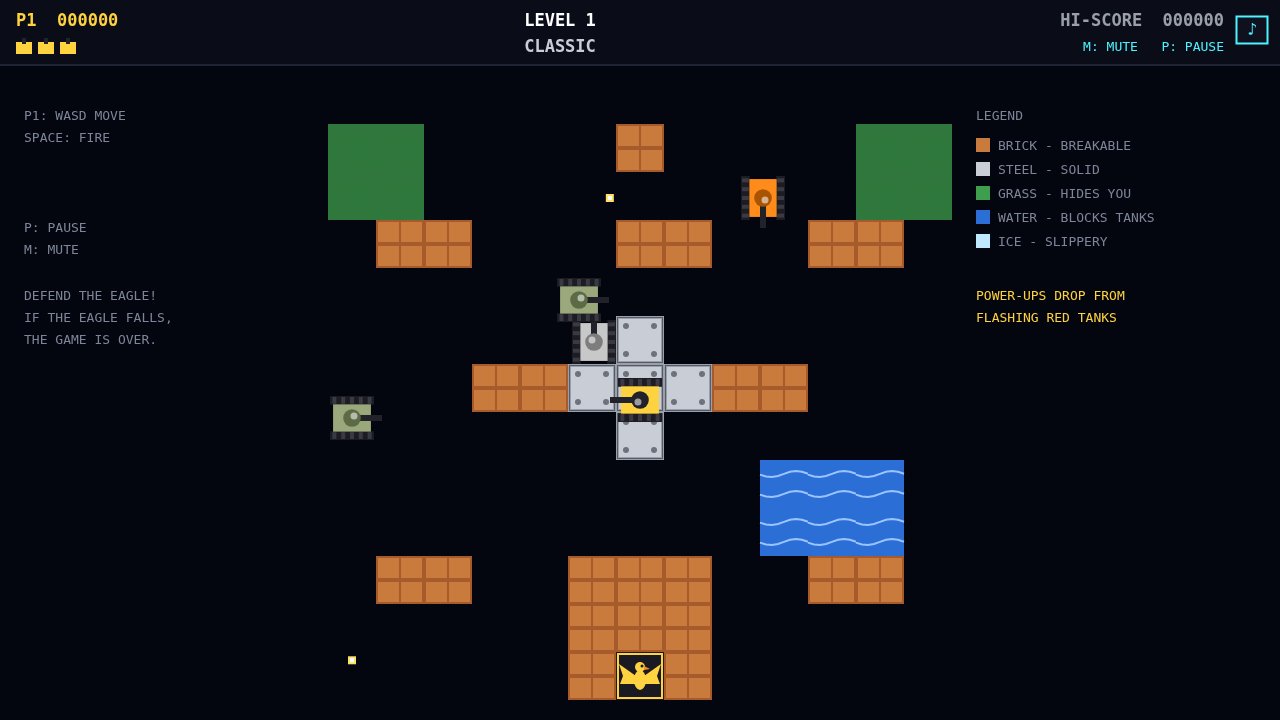 P1  000000
LEVEL 1
CLASSIC
HI-SCORE  000000
M: MUTE   P: PAUSE
♪
P1: WASD MOVE
SPACE: FIRE
P: PAUSE
M: MUTE
DEFEND THE EAGLE!
IF THE EAGLE FALLS,
THE GAME IS OVER.
LEGEND
BRICK - BREAKABLE
STEEL - SOLID
GRASS - HIDES YOU
WATER - BLOCKS TANKS
ICE - SLIPPERY
POWER-UPS DROP FROM
FLASHING RED TANKS